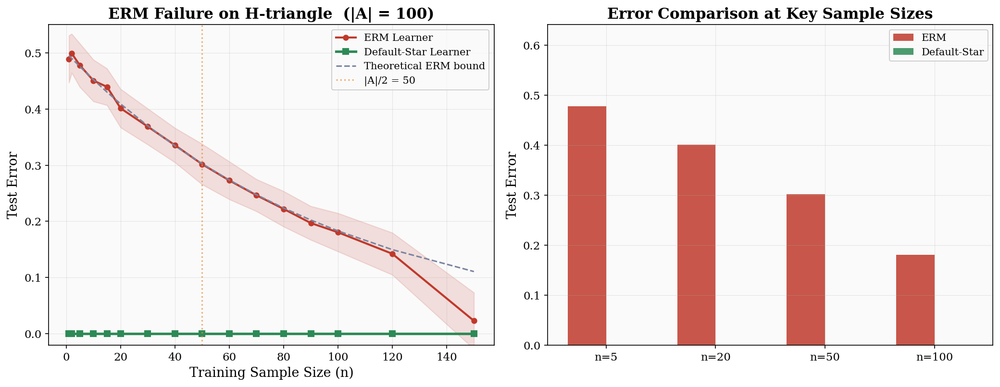 ERM Failure on H-triangle  (|A| = 100)
ERM Learner
Default-Star Learner
Theoretical ERM bound
|A|/2 = 50
Test Error
0.5
0.4
0.3
0.2
0.1
0.0
0 20 40 60 80 100 120 140
Training Sample Size (n)
Error Comparison at Key Sample Sizes
ERM
Default-Star
Test Error
0.6
0.5
0.4
0.3
0.2
0.1
0.0
n=5 n=20 n=50 n=100